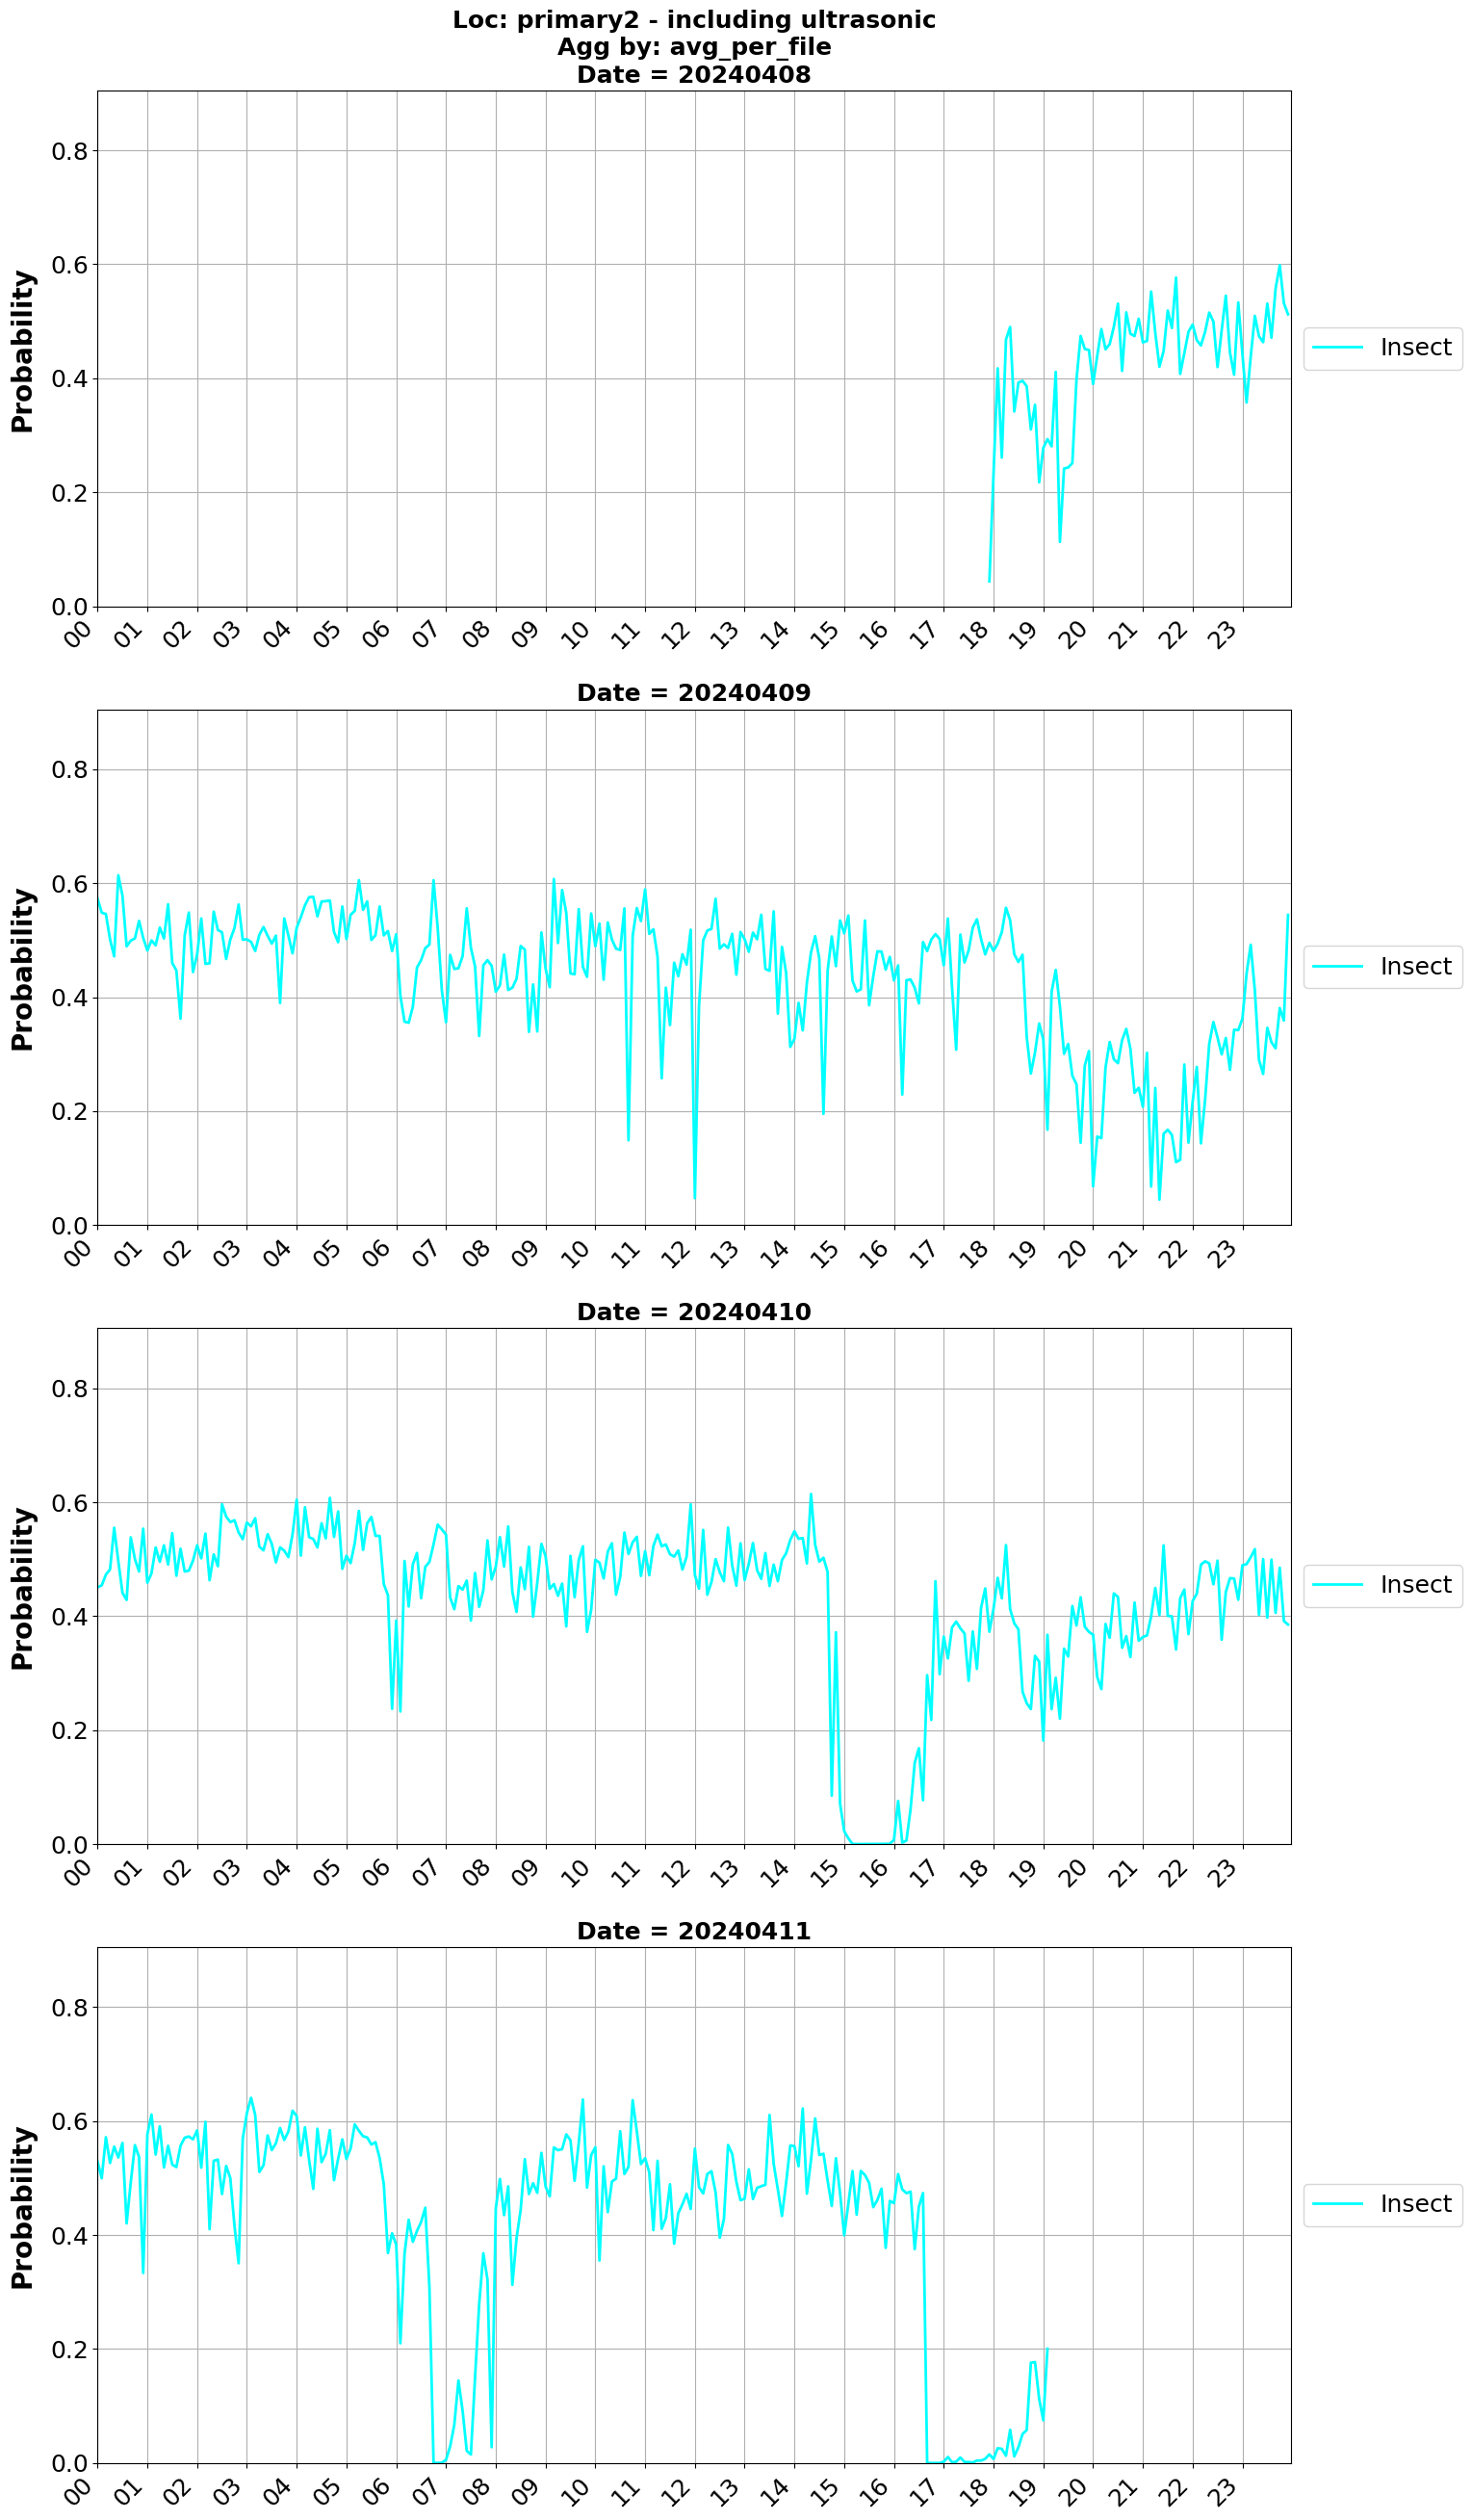 Loc: primary2 - including ultrasonic
Agg by: avg_per_file
Date = 20240408
Probability
0.8
0.6
0.4
0.2
0.0
00 01 02 03 04 05 06 07 08 09 10 11 12 13 14 15 16 17 18 19 20 21 22 23
Insect
Date = 20240409
Probability
0.8
0.6
0.4
0.2
0.0
00 01 02 03 04 05 06 07 08 09 10 11 12 13 14 15 16 17 18 19 20 21 22 23
Insect
Date = 20240410
Probability
0.8
0.6
0.4
0.2
0.0
00 01 02 03 04 05 06 07 08 09 10 11 12 13 14 15 16 17 18 19 20 21 22 23
Insect
Date = 20240411
Probability
0.8
0.6
0.4
0.2
0.0
00 01 02 03 04 05 06 07 08 09 10 11 12 13 14 15 16 17 18 19 20 21 22 23
Insect